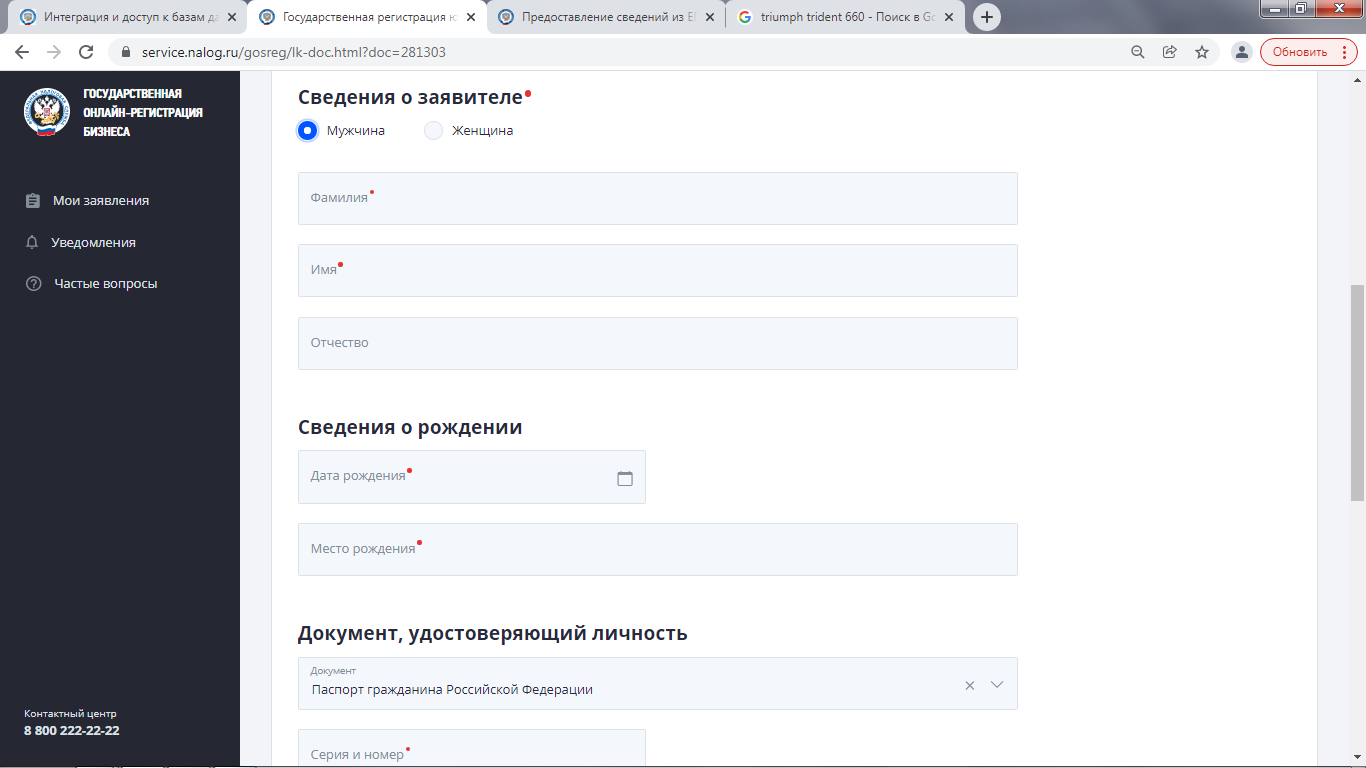 Интеграция и доступ к базам да
Государственная регистрация ю
Предоставление сведений из ЕГ
triumph trident 660 - Поиск в Go
service.nalog.ru/gosreg/lk-doc.html?doc=281303
Обновить
ГОСУДАРСТВЕННАЯ
ОНЛАЙН-РЕГИСТРАЦИЯ
БИЗНЕСА
Мои заявления
Уведомления
Частые вопросы
Контактный центр
8 800 222-22-22
Сведения о заявителе
Мужчина
Женщина
Фамилия
Имя
Отчество
Сведения о рождении
Дата рождения
Место рождения
Документ, удостоверяющий личность
Документ
Паспорт гражданина Российской Федерации
Серия и номер